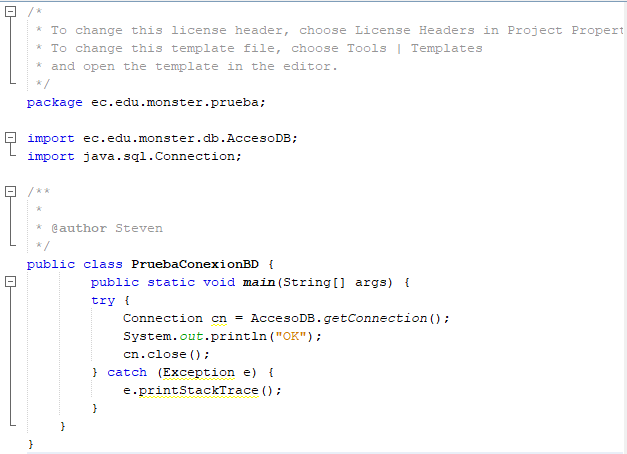 /*
 * To change this license header, choose License Headers in Project Propert
 * To change this template file, choose Tools | Templates
 * and open the template in the editor.
 */
package ec.edu.monster.prueba;
import ec.edu.monster.db.AccesoDB;
import java.sql.Connection;
/**
 *
 * @author Steven
 */
public class PruebaConexionBD {
        public static void main(String[] args) {
        try {
            Connection cn = AccesoDB.getConnection();
            System.out.println("OK");
            cn.close();
        } catch (Exception e) {
            e.printStackTrace();
        }
    }
}